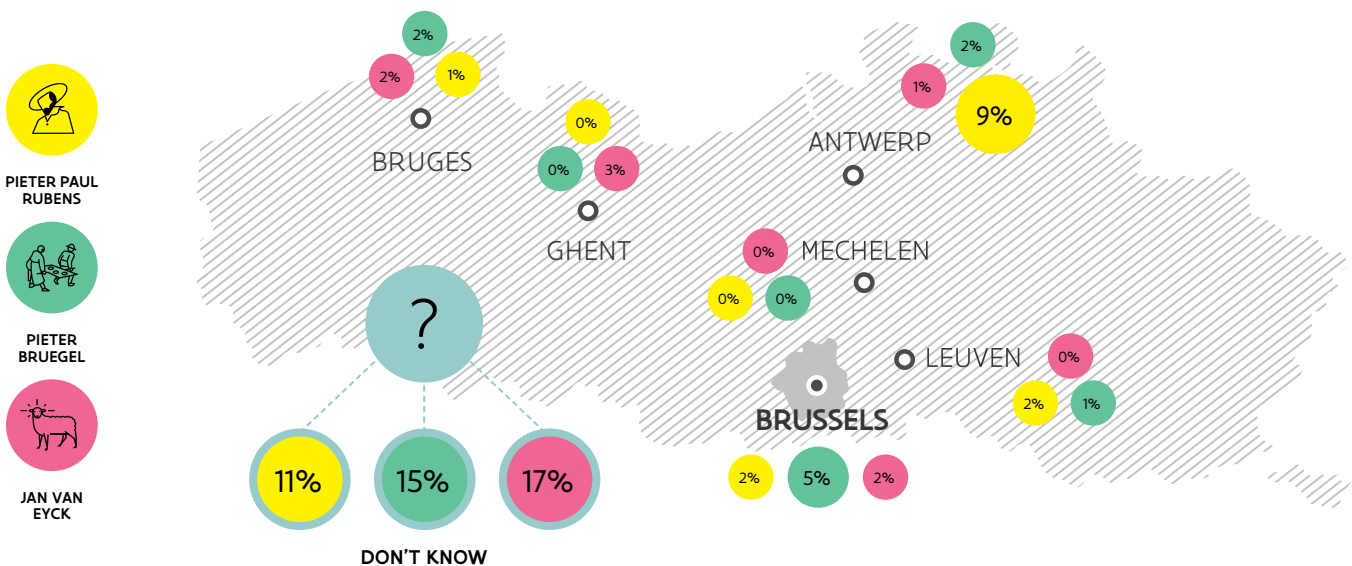 PIETER PAUL
RUBENS
PIETER
BRUEGEL
JAN VAN
EYCK
2%
2%
1%
BRUGES
0%
0%
3%
GHENT
2%
1%
9%
ANTWERP
0%
MECHELEN
0%
0%
LEUVEN
0%
2%
1%
BRUSSELS
2%
5%
2%
?
11%
15%
17%
DON'T KNOW